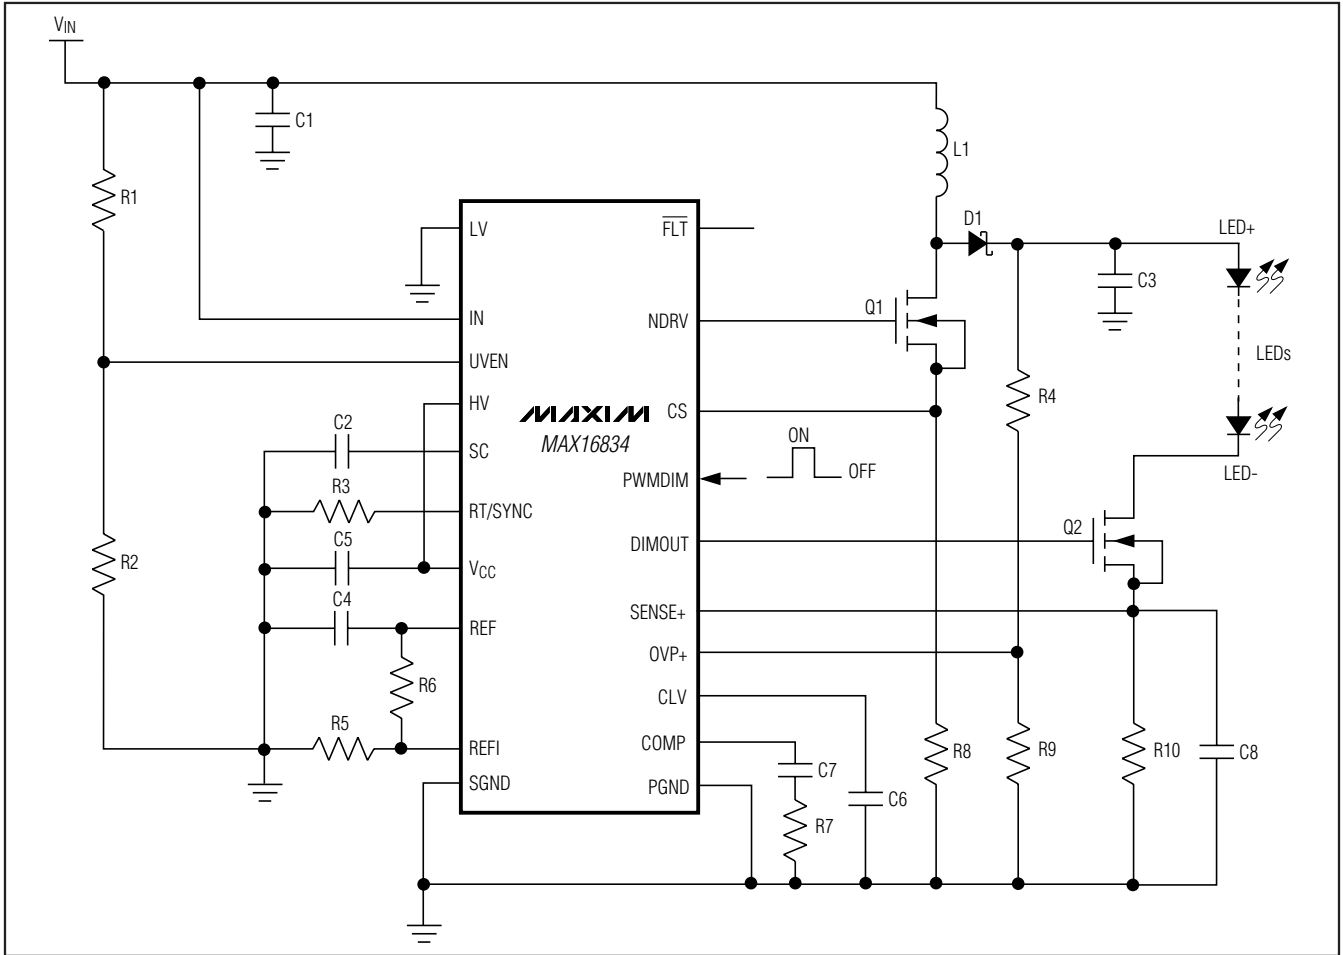 VIN
C1
R1
L1
LV
FLT
D1
LED+
C3
Q1
IN
NDRV
LEDs
UVEN
R4
HV
MAXIM
CS
C2
MAX16834
ON
SC
OFF
PWMDIM
LED-
R3
RT/SYNC
Q2
C5
DIMOUT
R2
VCC
C4
SENSE+
REF
OVP+
R6
CLV
R5
COMP
REFI
R8
R9
R10
C8
C7
SGND
PGND
C6
R7